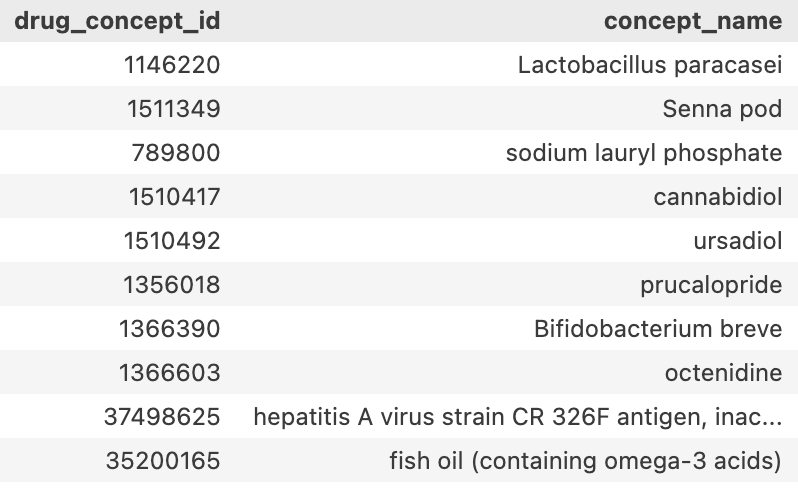 drug_concept_id concept_name
1146220 Lactobacillus paracasei
1511349 Senna pod
789800 sodium lauryl phosphate
1510417 cannabidiol
1510492 ursadiol
1356018 prucalopride
1366390 Bifidobacterium breve
1366603 octenidine
37498625 hepatitis A virus strain CR 326F antigen, inac...
35200165 fish oil (containing omega-3 acids)